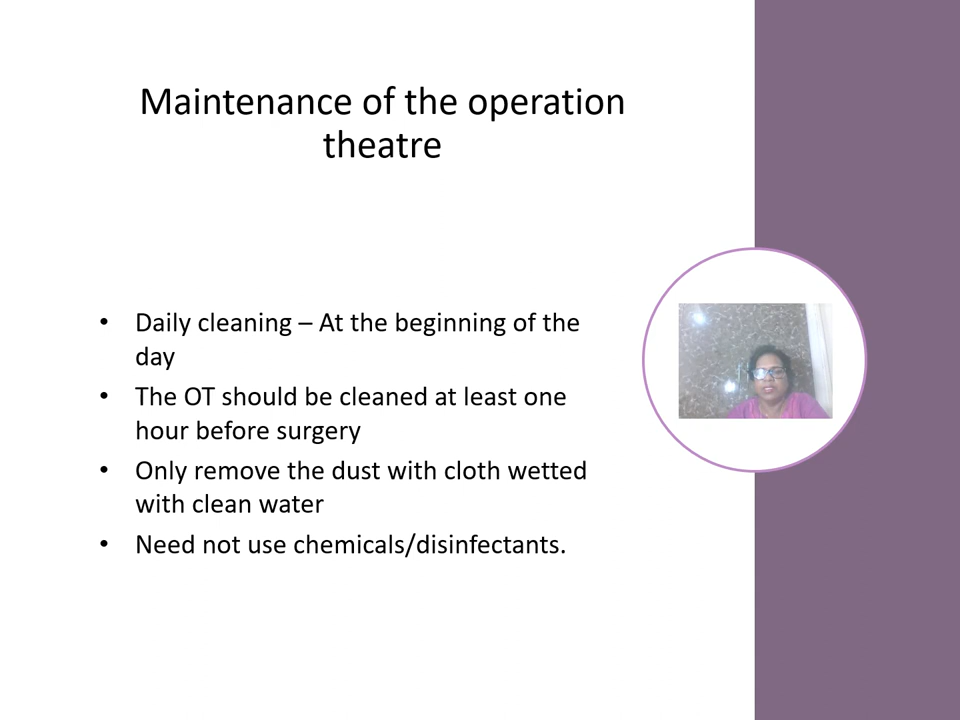 Maintenance of the operation
theatre
• Daily cleaning – At the beginning of the
day
• The OT should be cleaned at least one
hour before surgery
• Only remove the dust with cloth wetted
with clean water
• Need not use chemicals/disinfectants.